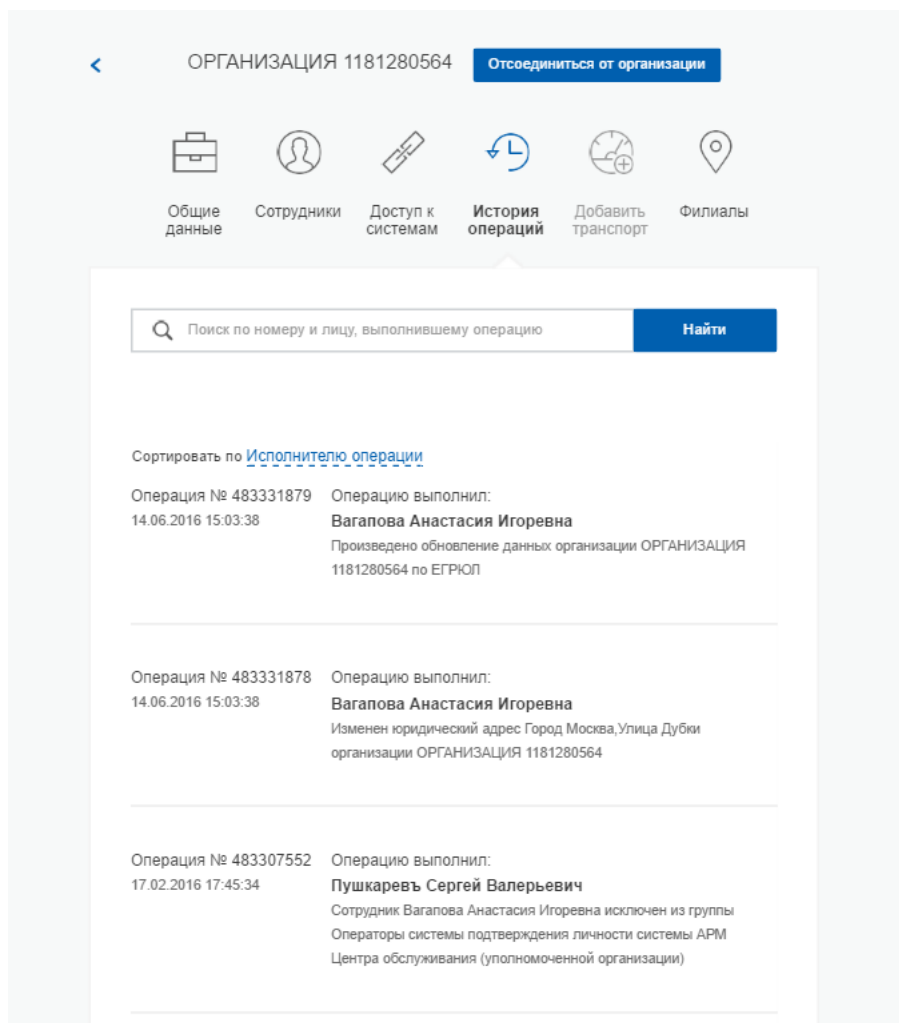 ОРГАНИЗАЦИЯ 1181280564
Отсоединиться от организации
Общие данные
Сотрудники
Доступ к системам
История операций
Добавить транспорт
Филиалы
Поиск по номеру и лицу, выполнившему операцию
Найти
Сортировать по Исполнителю операции
Операция № 483331879
14.06.2016 15:03:38
Операцию выполнил:
Вагапова Анастасия Игоревна
Произведено обновление данных организации ОРГАНИЗАЦИЯ
1181280564 по ЕГРЮЛ
Операция № 483331878
14.06.2016 15:03:38
Операцию выполнил:
Вагапова Анастасия Игоревна
Изменен юридический адрес Город Москва,Улица Дубки
организации ОРГАНИЗАЦИЯ 1181280564
Операция № 483307552
17.02.2016 17:45:34
Операцию выполнил:
Пушкаревъ Сергей Валерьевич
Сотрудник Вагапова Анастасия Игоревна исключен из группы
Операторы системы подтверждения личности системы АРМ
Центра обслуживания (уполномоченной организации)